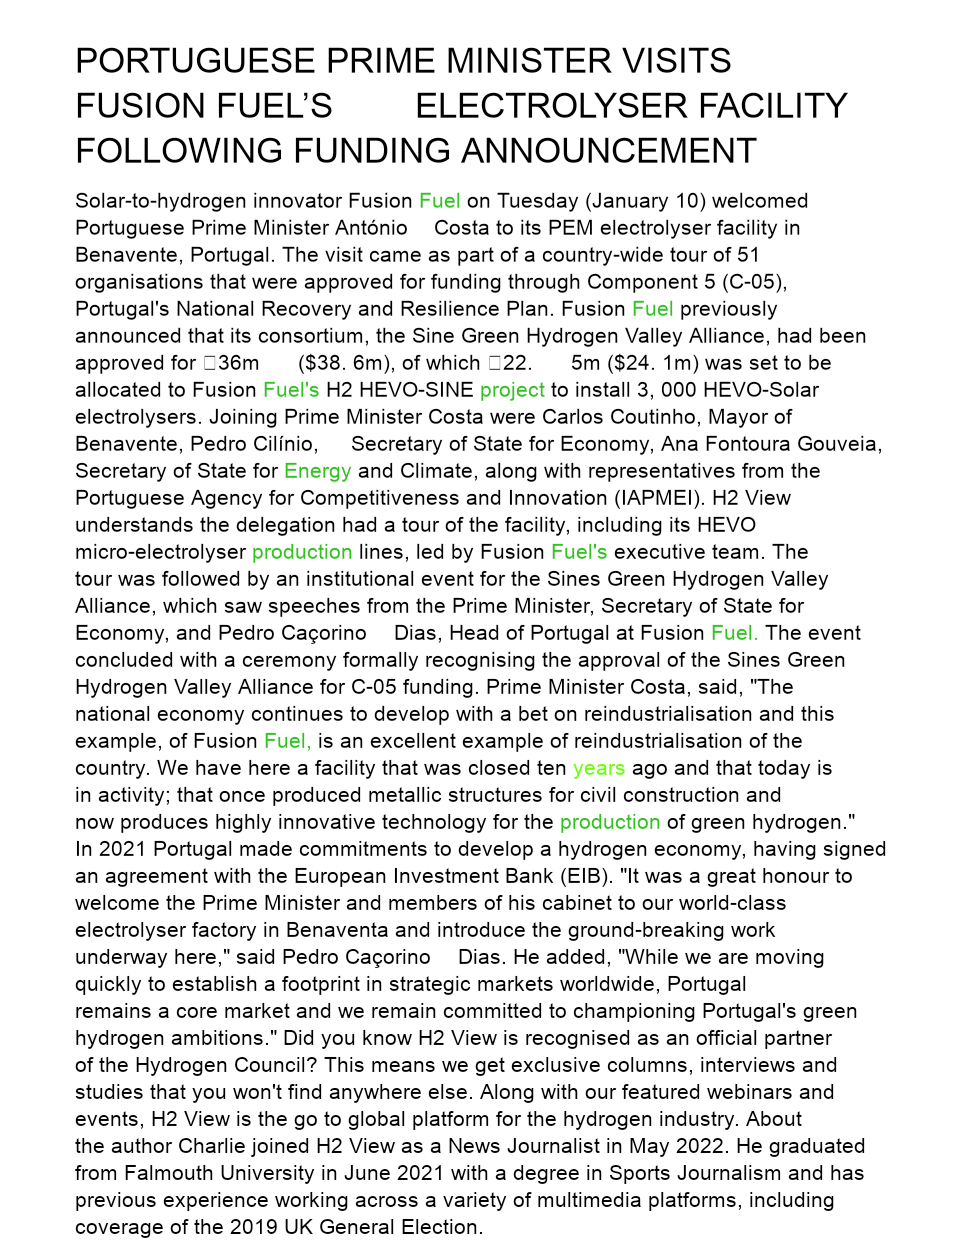 PORTUGUESE PRIME MINISTER VISITS
FUSION FUEL’S ELECTROLYSER FACILITY
FOLLOWING FUNDING ANNOUNCEMENT
Solar-to-hydrogen innovator Fusion Fuel on Tuesday (January 10) welcomed
Portuguese Prime Minister António Costa to its PEM electrolyser facility in
Benavente, Portugal. The visit came as part of a country-wide tour of 51
organisations that were approved for funding through Component 5 (C-05),
Portugal's National Recovery and Resilience Plan. Fusion Fuel previously
announced that its consortium, the Sine Green Hydrogen Valley Alliance, had been
approved for □36m ($38. 6m), of which □22. 5m ($24. 1m) was set to be
allocated to Fusion Fuel's H2 HEVO-SINE project to install 3, 000 HEVO-Solar
electrolysers. Joining Prime Minister Costa were Carlos Coutinho, Mayor of
Benavente, Pedro Cilínio, Secretary of State for Economy, Ana Fontoura Gouveia,
Secretary of State for Energy and Climate, along with representatives from the
Portuguese Agency for Competitiveness and Innovation (IAPMEI). H2 View
understands the delegation had a tour of the facility, including its HEVO
micro-electrolyser production lines, led by Fusion Fuel's executive team. The
tour was followed by an institutional event for the Sines Green Hydrogen Valley
Alliance, which saw speeches from the Prime Minister, Secretary of State for
Economy, and Pedro Caçorino Dias, Head of Portugal at Fusion Fuel. The event
concluded with a ceremony formally recognising the approval of the Sines Green
Hydrogen Valley Alliance for C-05 funding. Prime Minister Costa, said, "The
national economy continues to develop with a bet on reindustrialisation and this
example, of Fusion Fuel, is an excellent example of reindustrialisation of the
country. We have here a facility that was closed ten years ago and that today is
in activity; that once produced metallic structures for civil construction and
now produces highly innovative technology for the production of green hydrogen."
In 2021 Portugal made commitments to develop a hydrogen economy, having signed
an agreement with the European Investment Bank (EIB). "It was a great honour to
welcome the Prime Minister and members of his cabinet to our world-class
electrolyser factory in Benaventa and introduce the ground-breaking work
underway here," said Pedro Caçorino Dias. He added, "While we are moving
quickly to establish a footprint in strategic markets worldwide, Portugal
remains a core market and we remain committed to championing Portugal's green
hydrogen ambitions." Did you know H2 View is recognised as an official partner
of the Hydrogen Council? This means we get exclusive columns, interviews and
studies that you won't find anywhere else. Along with our featured webinars and
events, H2 View is the go to global platform for the hydrogen industry. About
the author Charlie joined H2 View as a News Journalist in May 2022. He graduated
from Falmouth University in June 2021 with a degree in Sports Journalism and has
previous experience working across a variety of multimedia platforms, including
coverage of the 2019 UK General Election.